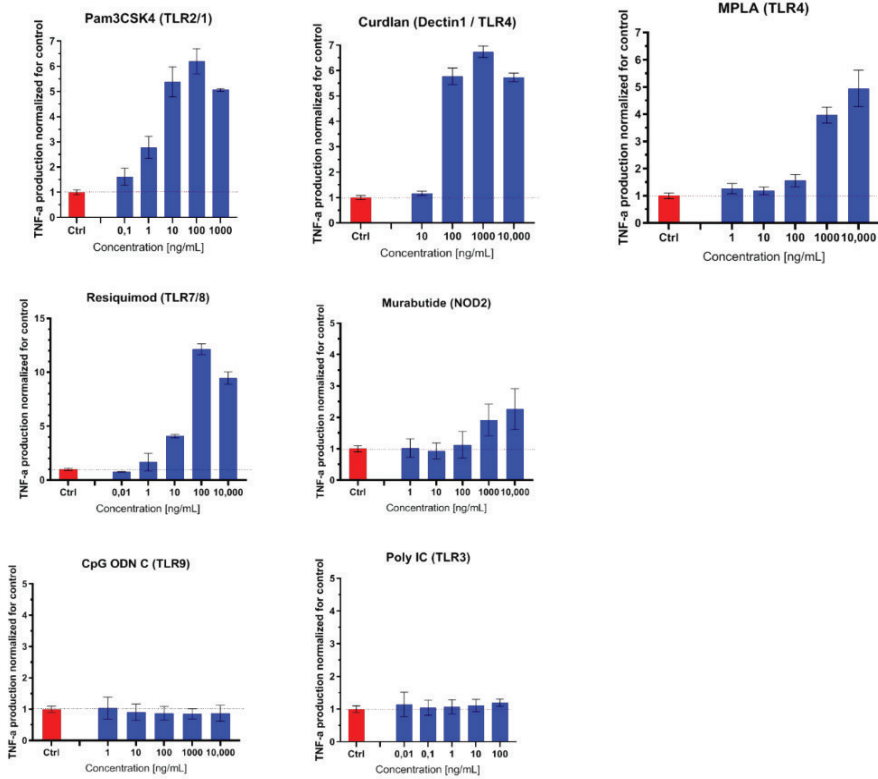 Pam3CSK4 (TLR2/1)
TNF-a production normalized for control
7
6
5
4
3
2
1
0
Ctrl 0,1 1 10 100 1000
Concentration [ng/mL]
Curdlan (Dectin1 / TLR4)
TNF-a production normalized for control
7
6
5
4
3
2
1
0
Ctrl 10 100 1000 10,000
Concentration [ng/mL]
MPLA (TLR4)
TNF-a production normalized for control
7
6
5
4
3
2
1
0
Ctrl 1 10 100 1000 10,000
Concentration [ng/mL]
Resiquimod (TLR7/8)
TNF-a production normalized for control
15
10
5
0
Ctrl 0,01 1 10 100 10,000
Concentration [ng/mL]
Murabutide (NOD2)
TNF-a production normalized for control
5
4
3
2
1
0
Ctrl 1 10 100 1000 10,000
Concentration [ng/mL]
CpG ODN C (TLR9)
TNF-a production normalized for control
5
4
3
2
1
0
Ctrl 1 10 100 1000 10,000
Concentration [ng/mL]
Poly IC (TLR3)
TNF-a production normalized for control
5
4
3
2
1
0
Ctrl 0,01 0,1 1 10 100
Concentration [ng/mL]